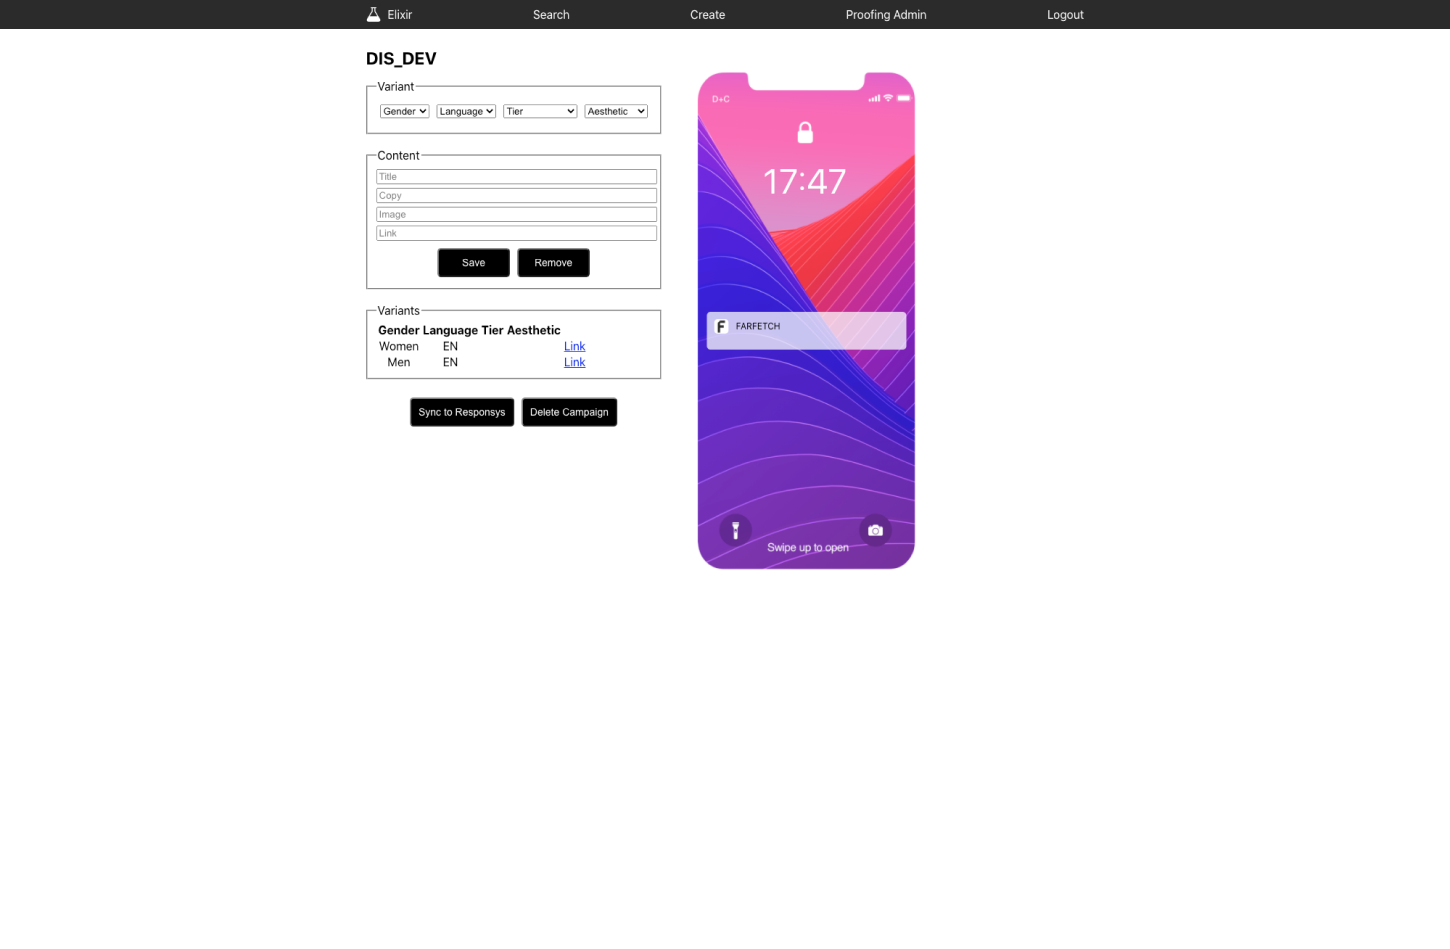 Elixir Search Create Proofing Admin Logout
DIS_DEV
Variant
Gender Language Tier Aesthetic
Content
Title
Copy
Image
Link
Save Remove
Variants
Gender Language Tier Aesthetic
Women EN Link
Men EN Link
Sync to Responsys Delete Campaign
D+C
17:47
F FARFETCH
Swipe up to open